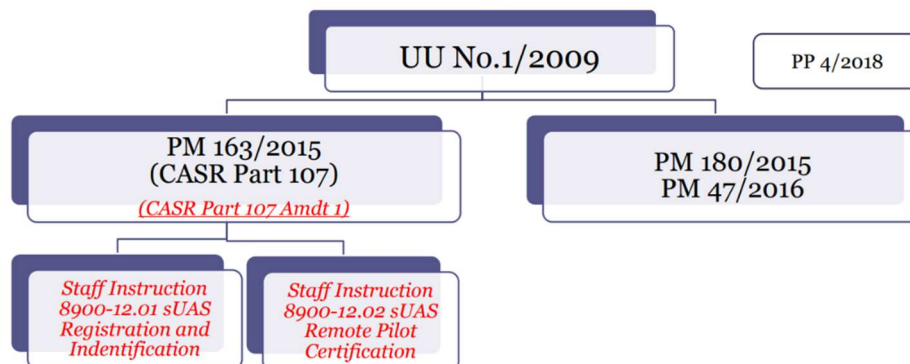 UU No.1/2009
PP 4/2018
PM 163/2015
(CASR Part 107)
(CASR Part 107 Amdt 1)
PM 180/2015
PM 47/2016
Staff Instruction
8900-12.01 sUAS
Registration and
Indentification
Staff Instruction
8900-12.02 sUAS
Remote Pilot
Certification